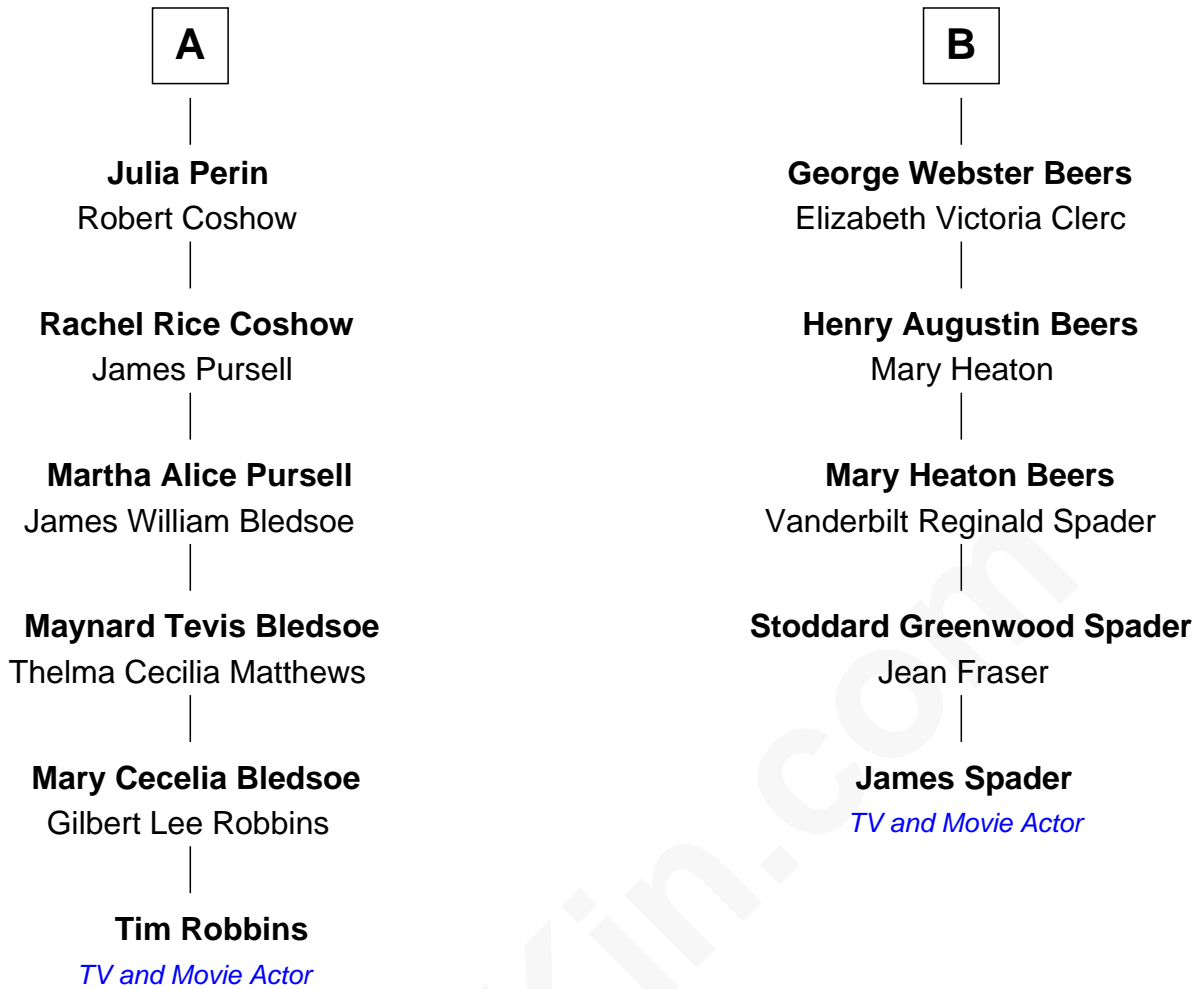 A
Julia Perin
Robert Coshow
Rachel Rice Coshow
James Pursell
Martha Alice Pursell
James William Bledsoe
Maynard Tevis Bledsoe
Thelma Cecilia Matthews
Mary Cecelia Bledsoe
Gilbert Lee Robbins
Tim Robbins
TV and Movie Actor
B
George Webster Beers
Elizabeth Victoria Clerc
Henry Augustin Beers
Mary Heaton
Mary Heaton Beers
Vanderbilt Reginald Spader
Stoddard Greenwood Spader
Jean Fraser
James Spader
TV and Movie Actor
Kin.com